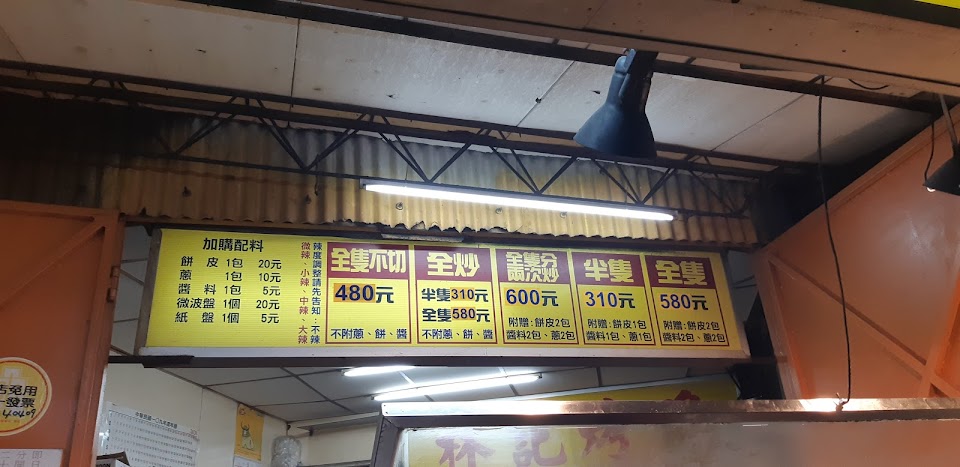 加購配料
餅皮 1包 20元
蔥 1包 10元
醬料 1包 5元
微波盤 1個 20元
紙盤 1個 5元
辣度調整請先告知:不辣
微辣、小辣、中辣、大辣
全隻不切
480元
不附蔥、餅、醬
全炒
半隻310元
全隻580元
不附蔥、餅、醬
全隻分
兩次炒
600元
附贈:餅皮2包
醬料2包、蔥2包
半隻
310元
附贈:餅皮1包
醬料1包、蔥1包
全隻
580元
附贈:餅皮2包
醬料2包、蔥2包
林記